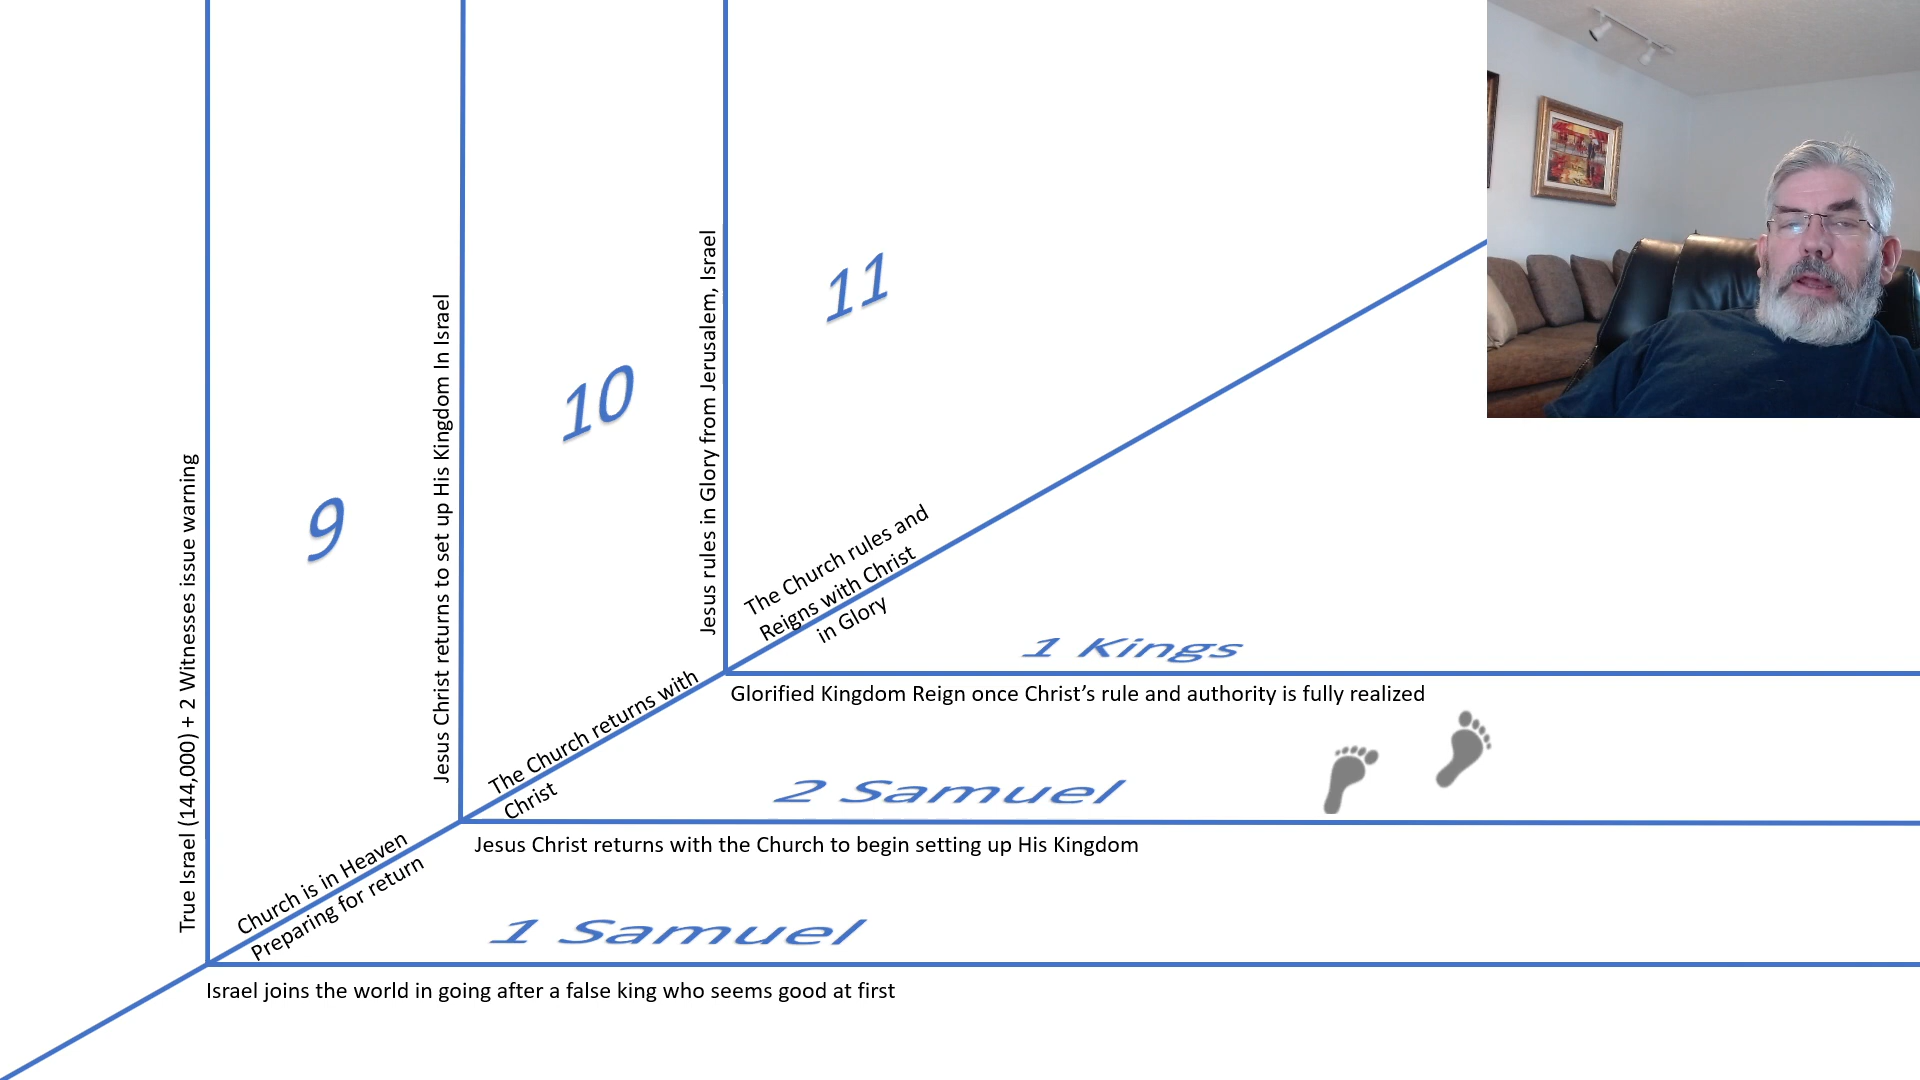 True Israel (144,000) + 2 Witnesses issue warning
9
Church is in Heaven
Preparing for return
1 Samuel
Israel joins the world in going after a false king who seems good at first
Jesus Christ returns to set up His Kingdom In Israel
10
The Church returns with
Christ
2 Samuel
Jesus Christ returns with the Church to begin setting up His Kingdom
Jesus rules in Glory from Jerusalem, Israel
11
The Church rules and
Reigns with Christ
in Glory
1 Kings
Glorified Kingdom Reign once Christ’s rule and authority is fully realized